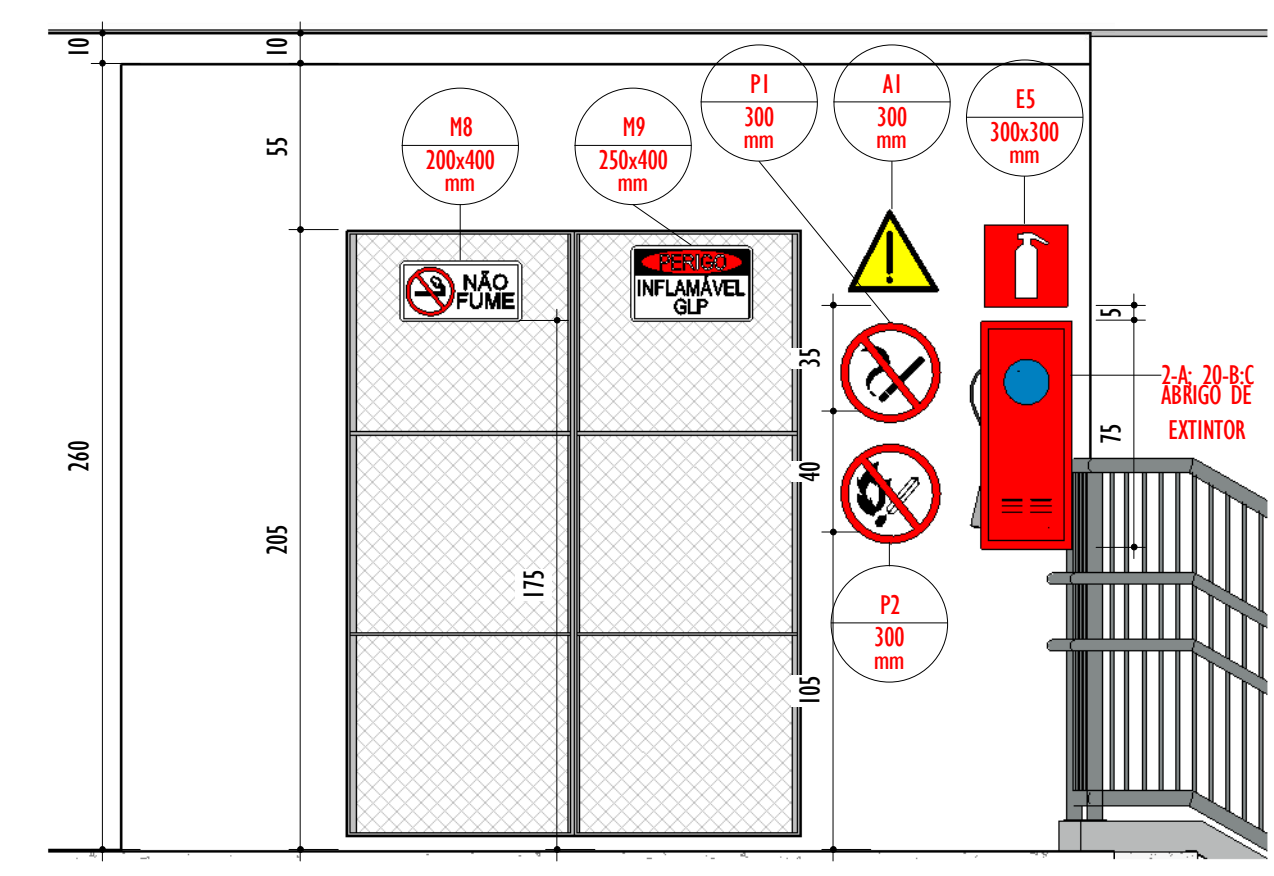 10
10
55
260
205
M8
200x400
mm
M9
250x400
mm
P1
300
mm
A1
300
mm
E5
300x300
mm
NÃO
FUME
PERIGO
INFLAMÁVEL
GLP
175
35
40
105
P2
300
mm
5
75
2-A; 20-B:C
ABRIGO DE
EXTINTOR